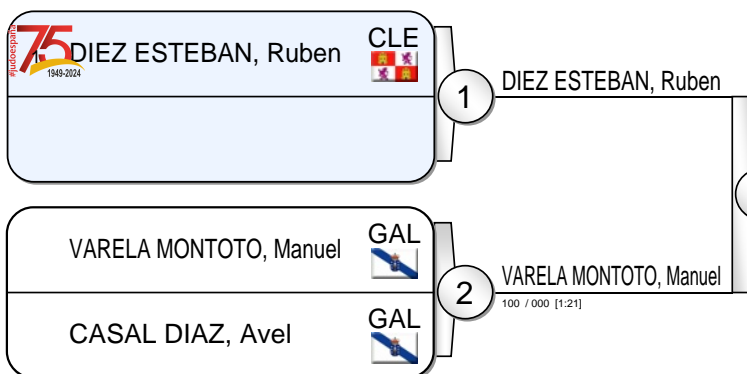 #judoespaña
75
1949-2024
1 DIEZ ESTEBAN, Ruben CLE
1
DIEZ ESTEBAN, Ruben
VARELA MONTOTO, Manuel GAL
2
VARELA MONTOTO, Manuel
100 / 000 [1:21]
CASAL DIAZ, Avel GAL